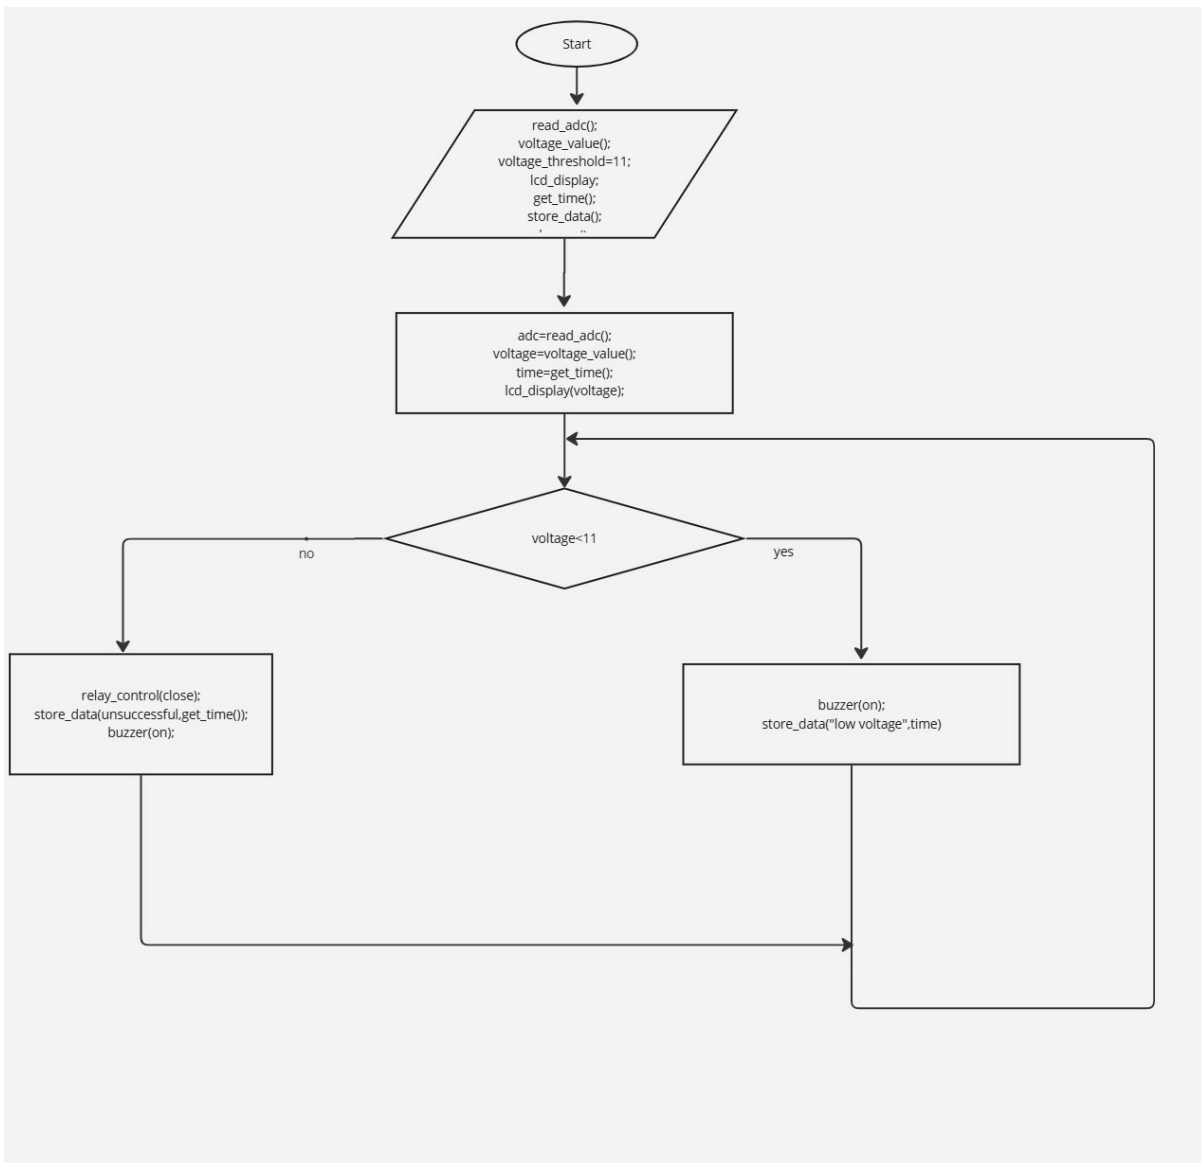 Start
read_adc();
voltage_value();
voltage_threshold=11;
lcd_display;
get_time();
store_data();
adc=read_adc();
voltage=voltage_value();
time=get_time();
lcd_display(voltage);
voltage<11
no
yes
relay_control(close);
store_data(unsuccessful,get_time());
buzzer(on);
buzzer(on);
store_data("low voltage",time)